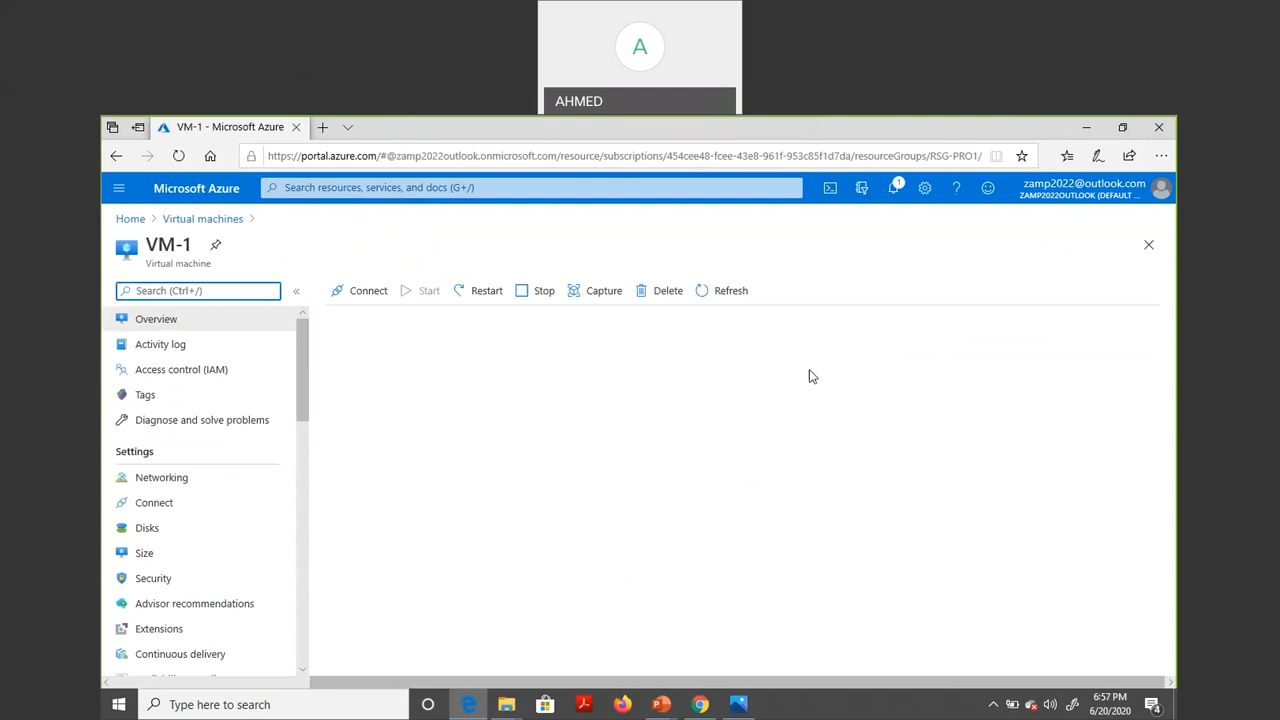 A
AHMED
VM-1 - Microsoft Azure
https://portal.azure.com/#@zamp2022outlook.onmicrosoft.com/resource/subscriptions/454cee48-fcee-43e8-961f-953c85f1d7da/resourceGroups/RSG-PRO1/
Microsoft Azure
Search resources, services, and docs (G+/)
1
zamp2022@outlook.com
ZAMP2022OUTLOOK (DEFAULT ...
Home > Virtual machines >
VM-1
Virtual machine
Search (Ctrl+/)
Connect Start Restart Stop Capture Delete Refresh
Overview
Activity log
Access control (IAM)
Tags
Diagnose and solve problems
Settings
Networking
Connect
Disks
Size
Security
Advisor recommendations
Extensions
Continuous delivery
Type here to search
6:57 PM
6/20/2020
4